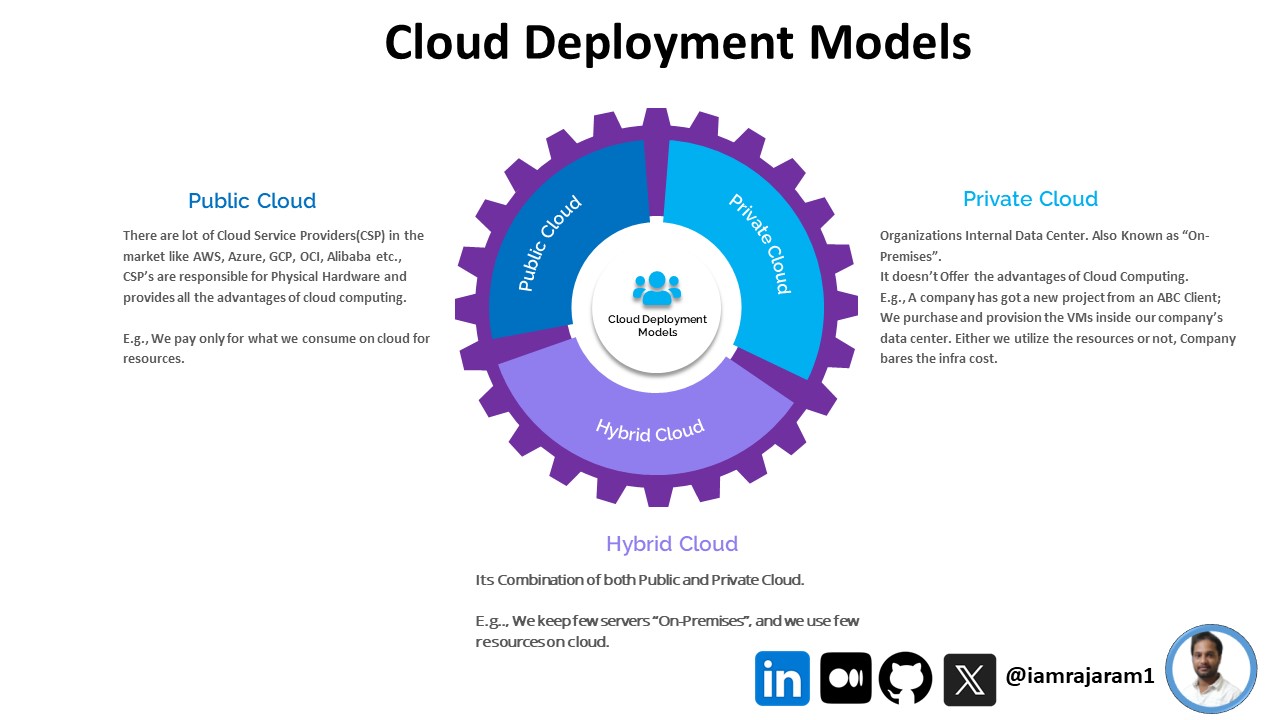 Cloud Deployment Models
Public Cloud
There are lot of Cloud Service Providers(CSP) in the
market like AWS, Azure, GCP, OCI, Alibaba etc.,
CSP's are responsible for Physical Hardware and
provides all the advantages of cloud computing.
E.g., We pay only for what we consume on cloud for
resources.
Public Cloud
Private Cloud
Hybrid Cloud
Cloud Deployment
Models
Private Cloud
Organizations Internal Data Center. Also Known as “On-
Premises”.
It doesn’t Offer the advantages of Cloud Computing.
E.g., A company has got a new project from an ABC Client;
We purchase and provision the VMs inside our company’s
data center. Either we utilize the resources or not, Company
bares the infra cost.
Hybrid Cloud
Its Combination of both Public and Private Cloud.
E.g.., We keep few servers “On-Premises”, and we use few
resources on cloud.
in
@iamrajaram1